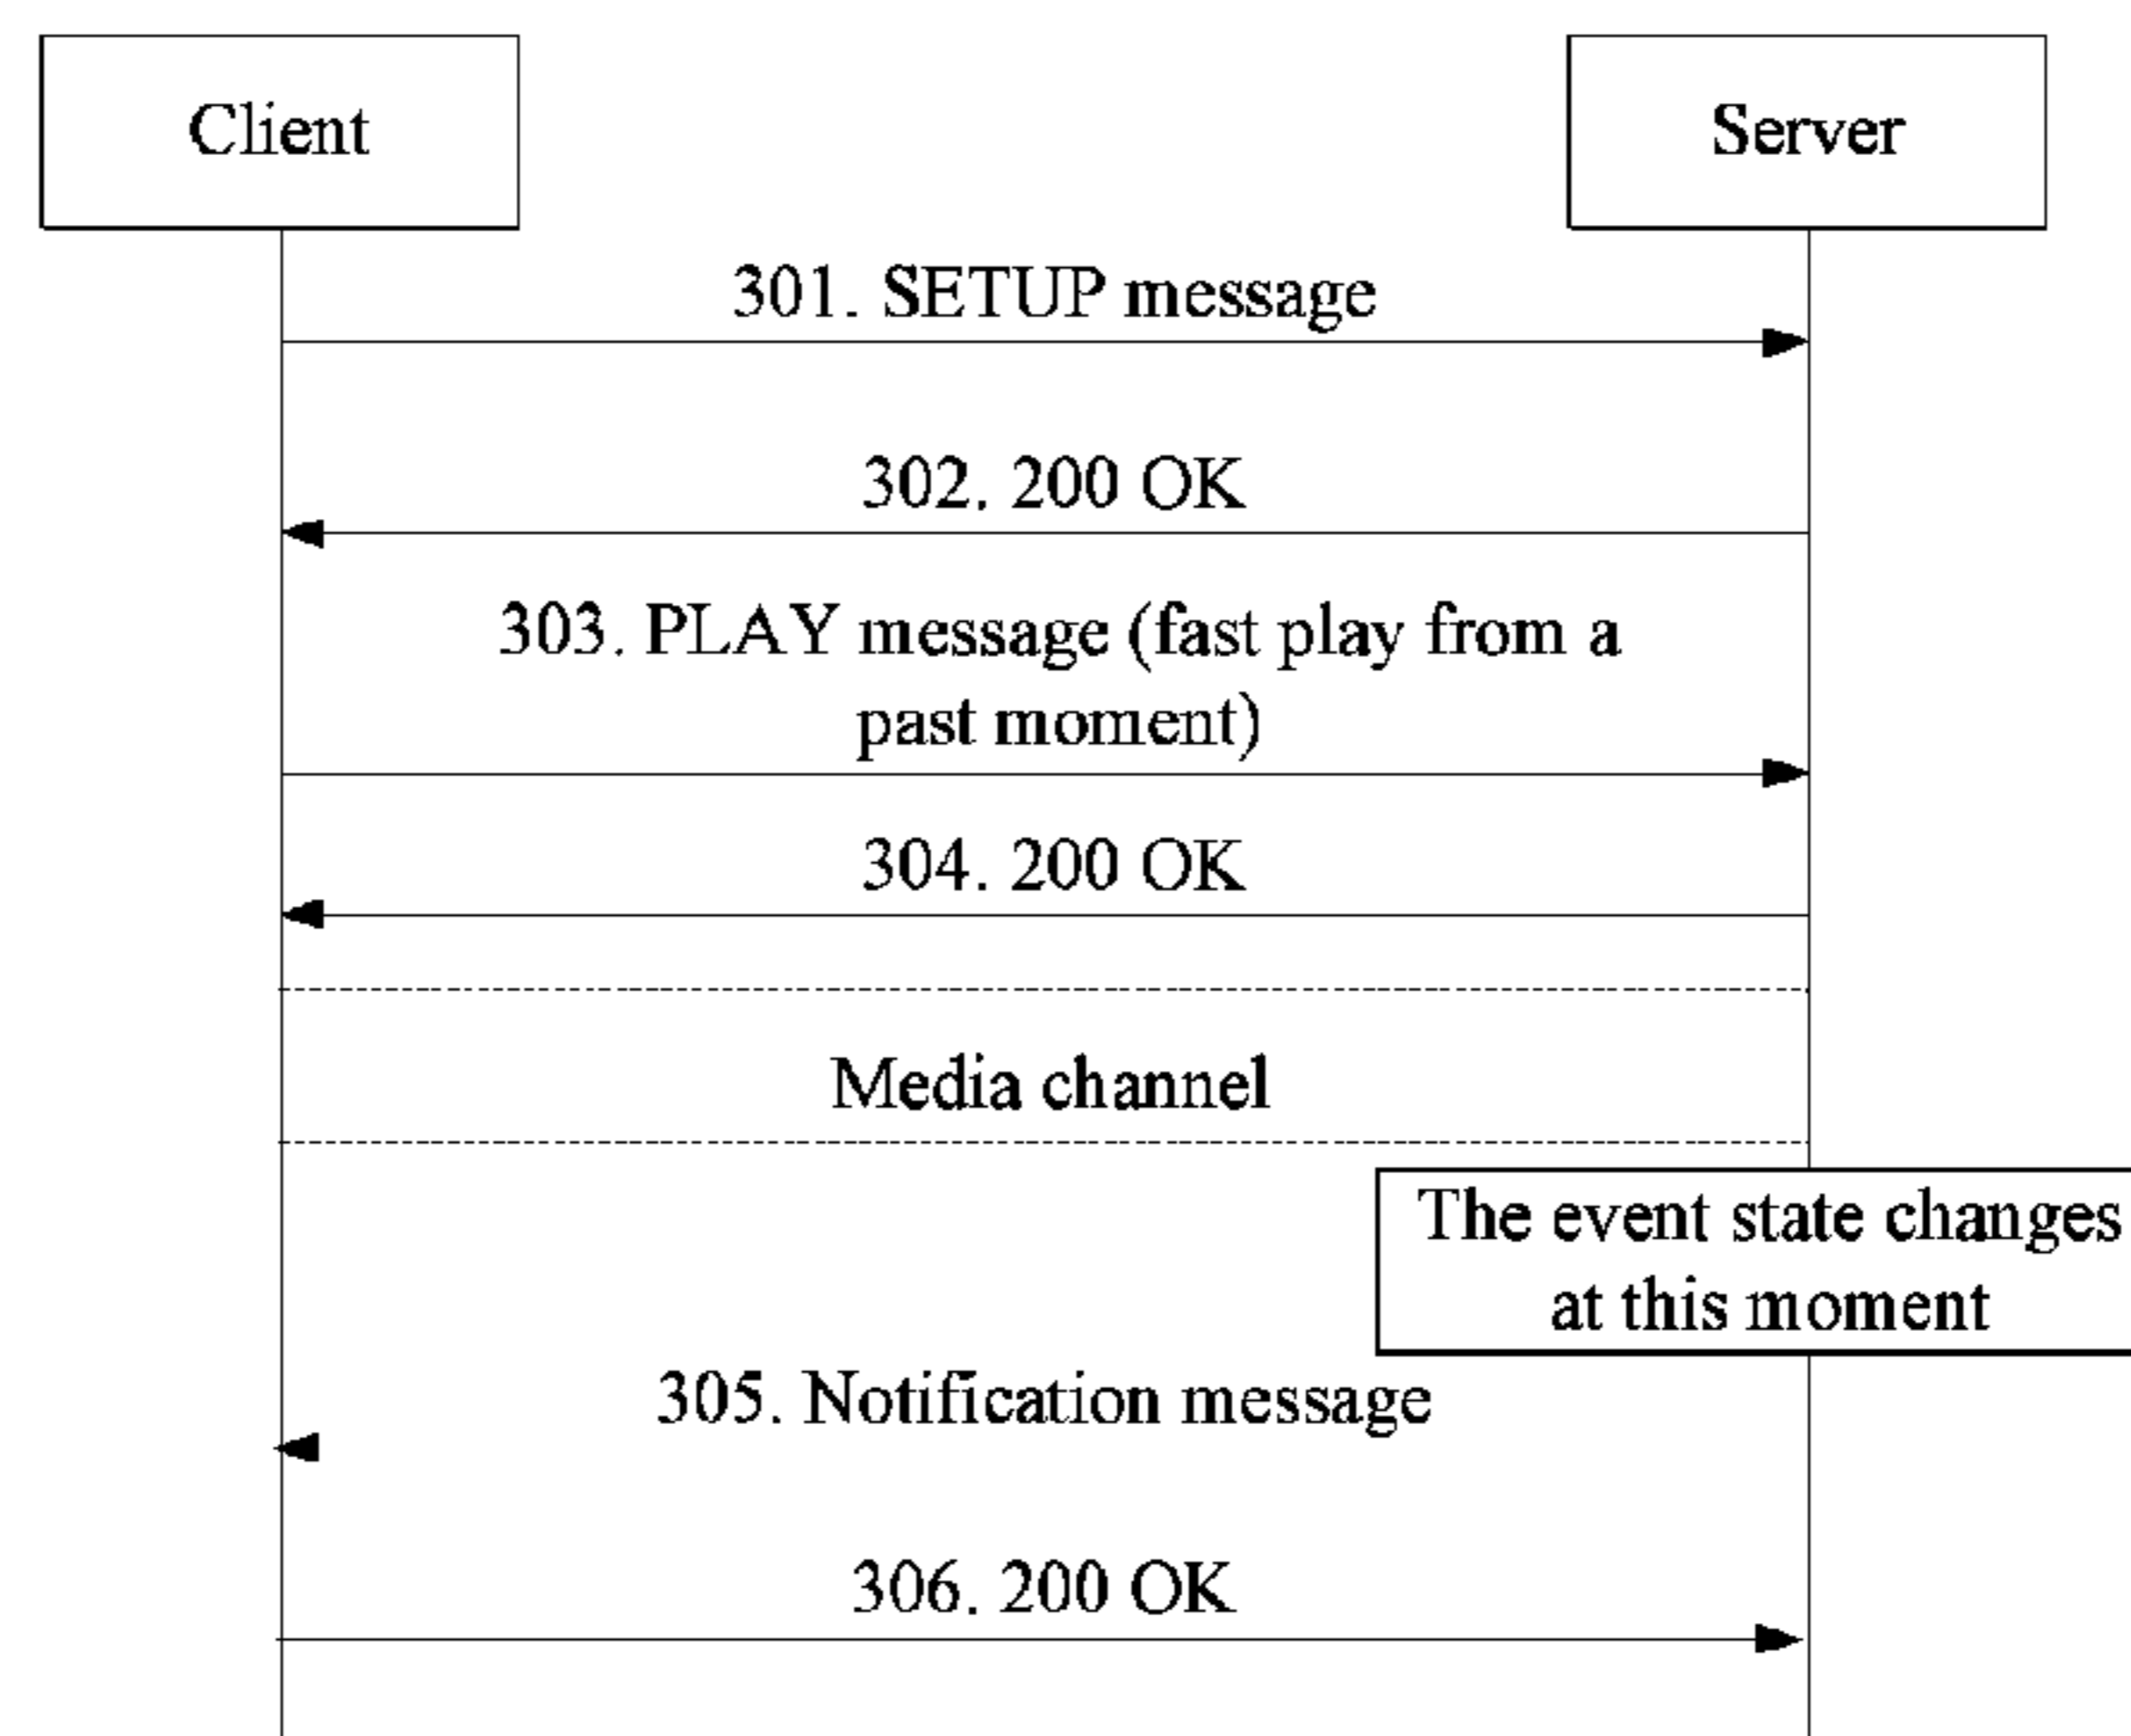 Client
Server
301. SETUP message
302. 200 OK
303. PLAY message (fast play from a
past moment)
304. 200 OK
Media channel
The event state changes
at this moment
305. Notification message
306. 200 OK